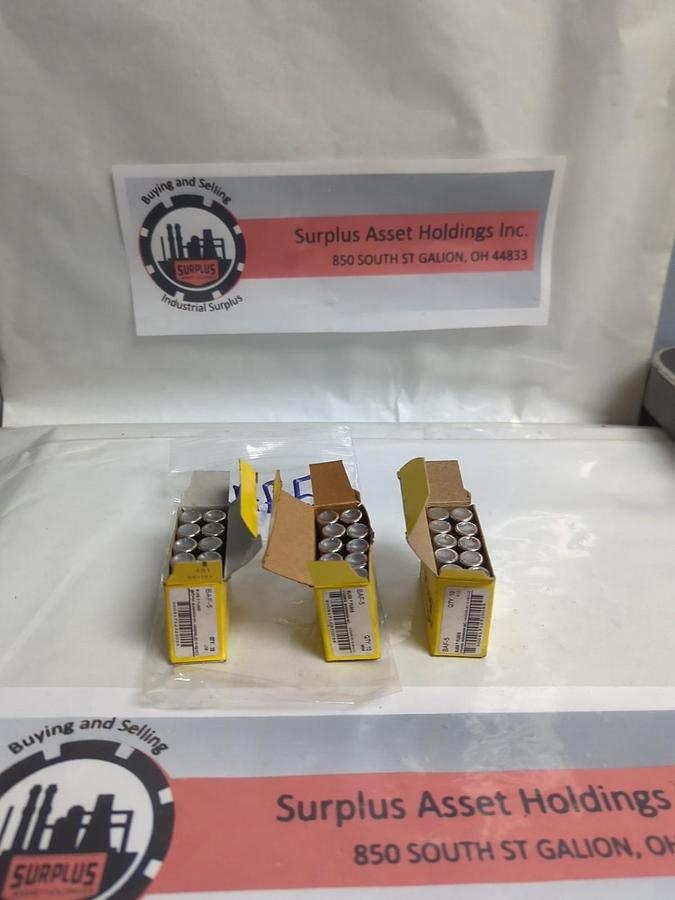 Buying and Selling
SURPLUS
Industrial Surplus
Surplus Asset Holdings Inc.
850 SOUTH ST GALION, OH 44833
BAF-5
QTY. 10
BAF-5
QTY. 10
BAF-5
QTY. 10
Buying and Selling
SURPLUS
Surplus Asset Holdings
850 SOUTH ST GALION, OH